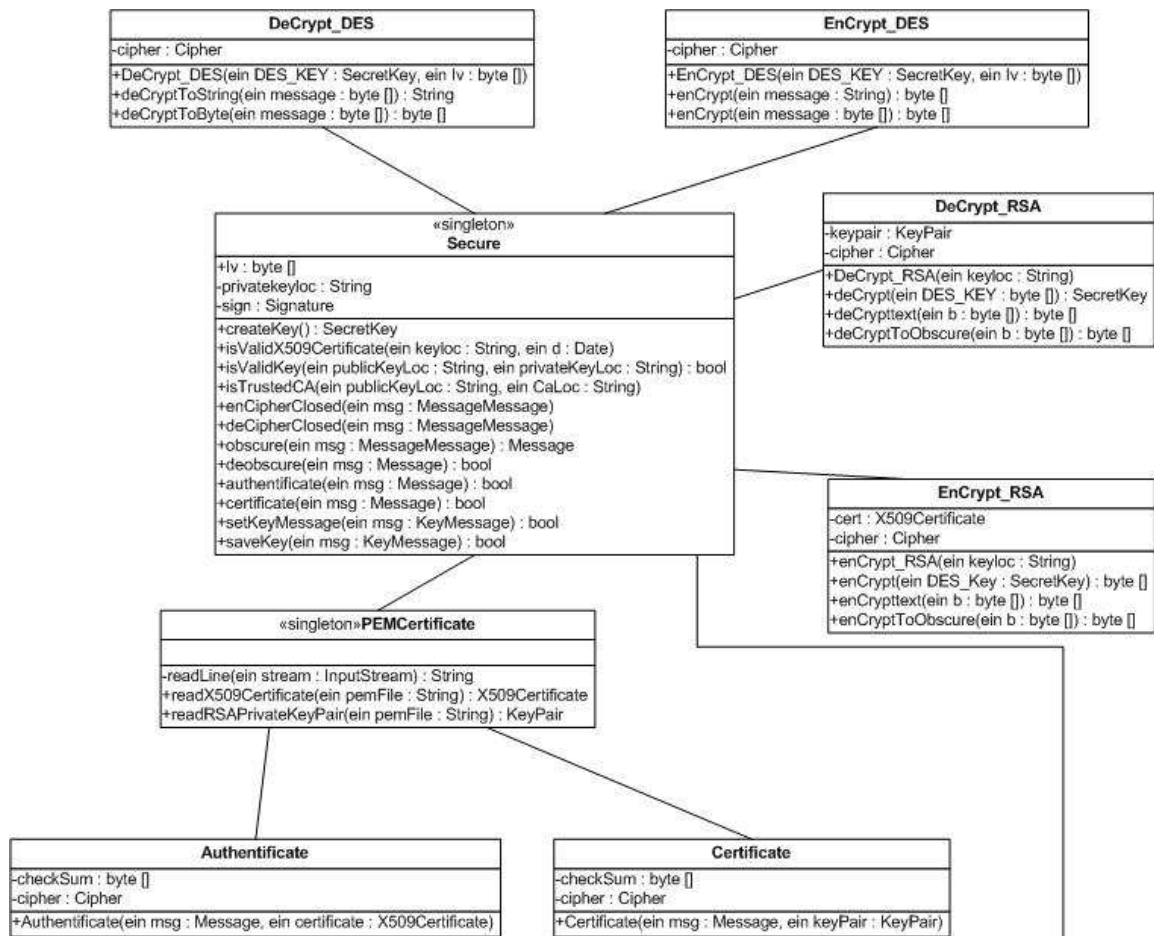 DeCrypt_DES
-cipher : Cipher
+DeCrypt_DES(ein DES_KEY : SecretKey, ein Iv : byte [])
+deCryptToString(ein message : byte []) : String
+deCryptToByte(ein message : byte []) : byte []
EnCrypt_DES
-cipher : Cipher
+EnCrypt_DES(ein DES_KEY : SecretKey, ein Iv : byte [])
+enCrypt(ein message : String) : byte []
+enCrypt(ein message : byte []) : byte []
«singleton»
Secure
+Iv : byte []
-privatekeyloc : String
-sign : Signature
+createKey() : SecretKey
+isValidX509Certificate(ein keyloc : String, ein d : Date)
+isValidKey(ein publicKeyLoc : String, ein privateKeyLoc : String) : bool
+isTrustedCA(ein publicKeyLoc : String, ein CaLoc : String)
+enCipherClosed(ein msg : MessageMessage)
+deCipherClosed(ein msg : MessageMessage)
+obscure(ein msg : MessageMessage) : Message
+deobscure(ein msg : Message) : bool
+authentificate(ein msg : Message) : bool
+certificate(ein msg : Message) : bool
+setKeyMessage(ein msg : KeyMessage) : bool
+saveKey(ein msg : KeyMessage) : bool
DeCrypt_RSA
-keypair : KeyPair
-cipher : Cipher
+DeCrypt_RSA(ein keyloc : String)
+deCrypt(ein DES_KEY : byte []) : SecretKey
+deCrypttext(ein b : byte []) : byte []
+deCryptToObscure(ein b : byte []) : byte []
EnCrypt_RSA
-cert : X509Certificate
-cipher : Cipher
+enCrypt_RSA(ein keyloc : String)
+enCrypt(ein DES_Key : SecretKey) : byte []
+enCrypttext(ein b : byte []) : byte []
+enCryptToObscure(ein b : byte []) : byte []
«singleton»PEMCertificate
-readLine(ein stream : InputStream) : String
+readX509Certificate(ein pemFile : String) : X509Certificate
+readRSAPrivateKeyPair(ein pemFile : String) : KeyPair
Authentificate
-checkSum : byte []
-cipher : Cipher
+Authentificate(ein msg : Message, ein certificate : X509Certificate)
Certificate
-checkSum : byte []
-cipher : Cipher
+Certificate(ein msg : Message, ein keyPair : KeyPair)